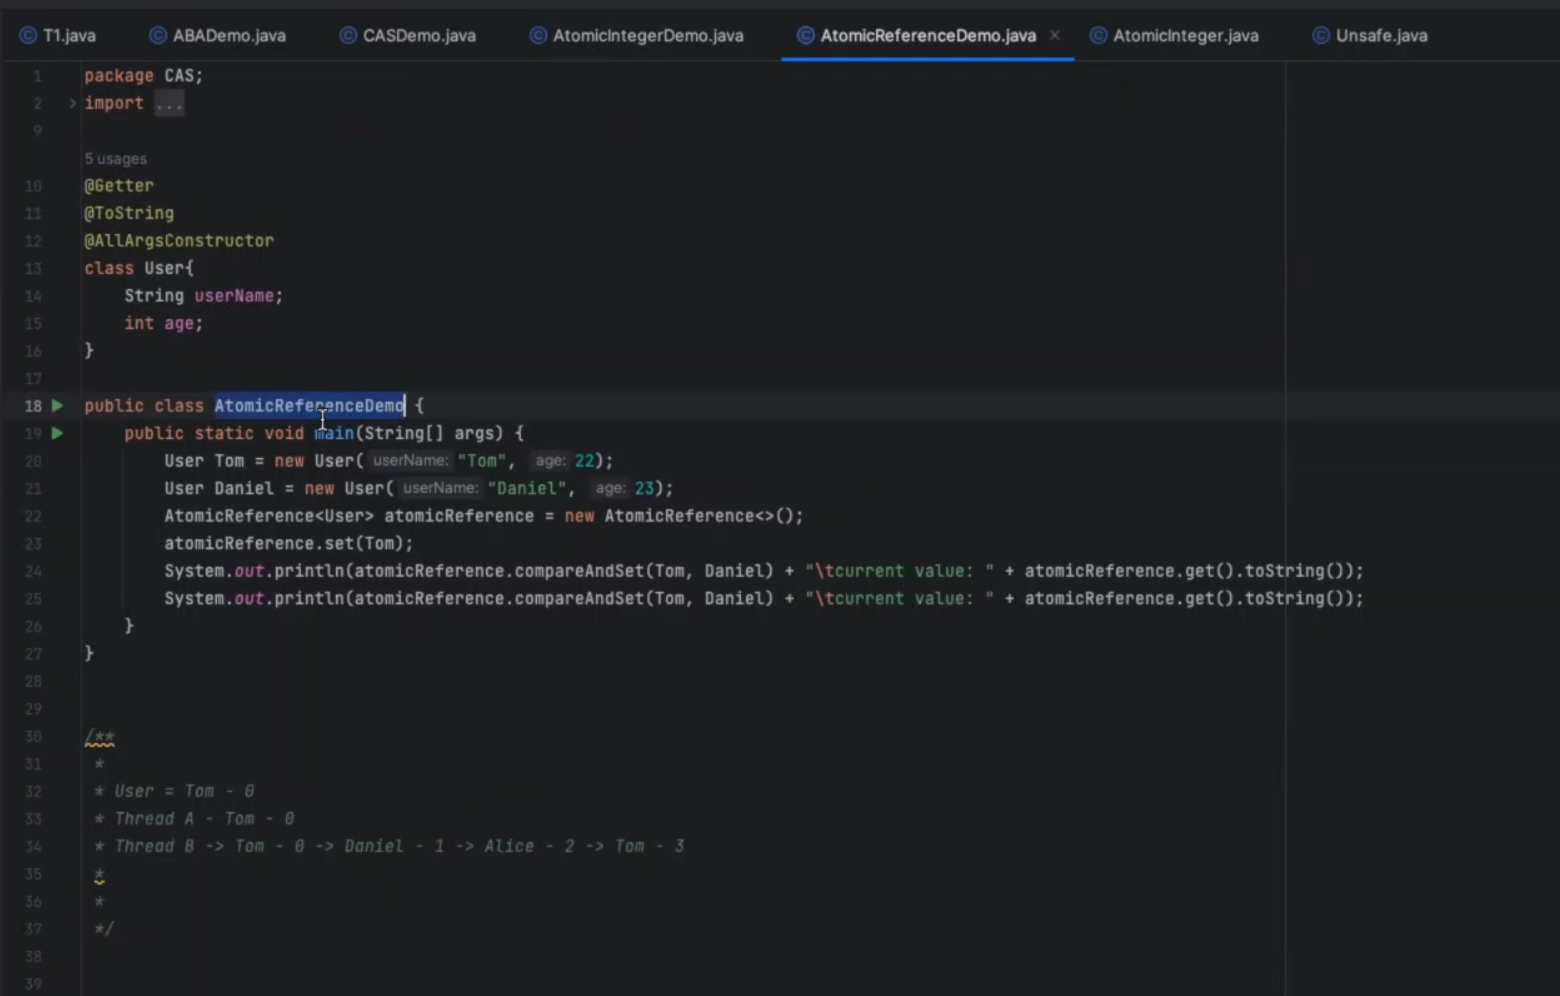 T1.java ABADemo.java CASDemo.java AtomicIntegerDemo.java AtomicReferenceDemo.java × AtomicInteger.java Unsafe.java
1 package CAS;
2 > import ...
9
5 usages
10 @Getter
11 @ToString
12 @AllArgsConstructor
13 class User{
14 String userName;
15 int age;
16 }
17
18 public class AtomicReferenceDemo {
19 public static void main(String[] args) {
20 User Tom = new User( userName: "Tom", age: 22);
21 User Daniel = new User( userName: "Daniel", age: 23);
22 AtomicReference<User> atomicReference = new AtomicReference<>();
23 atomicReference.set(Tom);
24 System.out.println(atomicReference.compareAndSet(Tom, Daniel) + "\tcurrent value: " + atomicReference.get().toString());
25 System.out.println(atomicReference.compareAndSet(Tom, Daniel) + "\tcurrent value: " + atomicReference.get().toString());
26 }
27 }
28
29
30 /**
31 *
32 * User = Tom - 0
33 * Thread A - Tom - 0
34 * Thread B -> Tom - 0 -> Daniel - 1 -> Alice - 2 -> Tom - 3
35 *
36 *
37 */
38
39